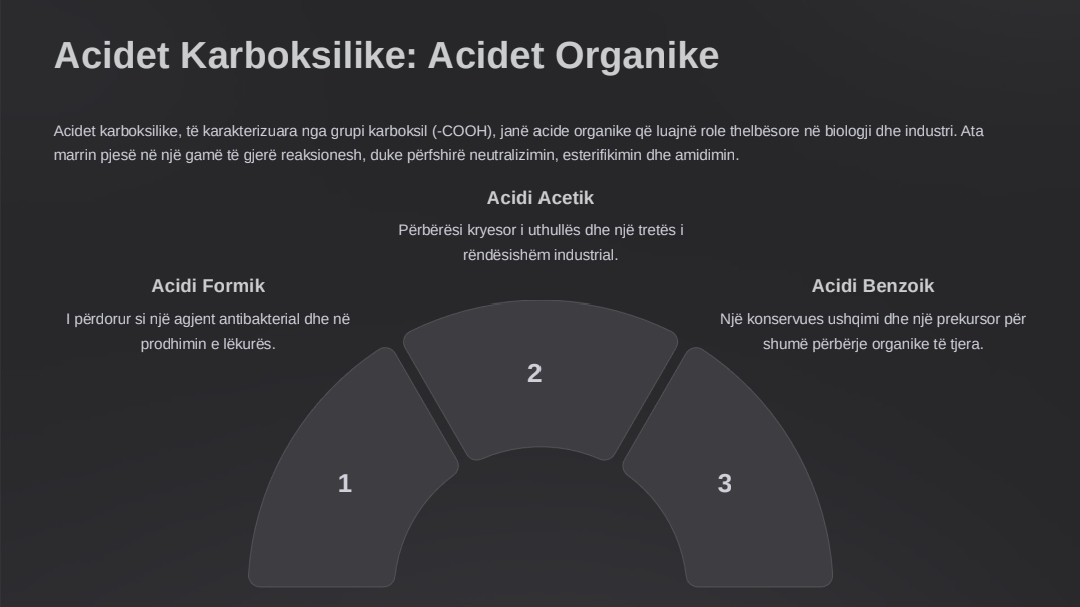 Acidet Karboksilike: Acidet Organike
Acidet karboksilike, të karakterizuara nga grupi karboksil (-COOH), janë acide organike që luajnë role thelbësore në biologji dhe industri. Ata
marrin pjesë në një gamë të gjerë reaksionesh, duke përfshirë neutralizimin, esterifikimin dhe amidimin.
Acidi Acetik
Përbërësi kryesor i uthullës dhe një tretës i
rëndësishëm industrial.
Acidi Formik
I përdorur si një agjent antibakterial dhe në
prodhimin e lëkurës.
Acidi Benzoik
Një konservues ushqimi dhe një prekursor për
shumë përbërje organike të tjera.
2
1
3